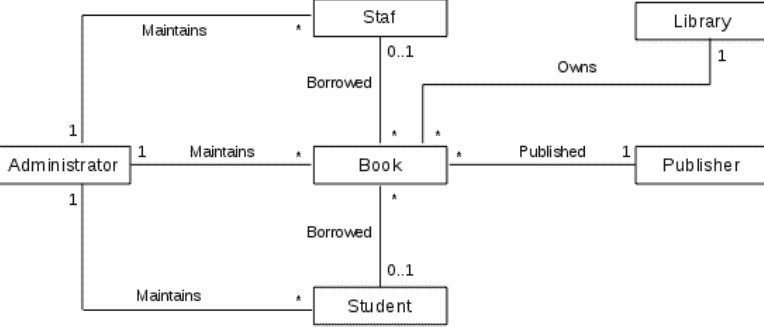 Staf
Library
Maintains
*
0..1
1
Owns
Borrowed
1
*
*
Administrator
1
Maintains
*
Book
*
Published
1
Publisher
1
*
Borrowed
0..1
Maintains
*
Student